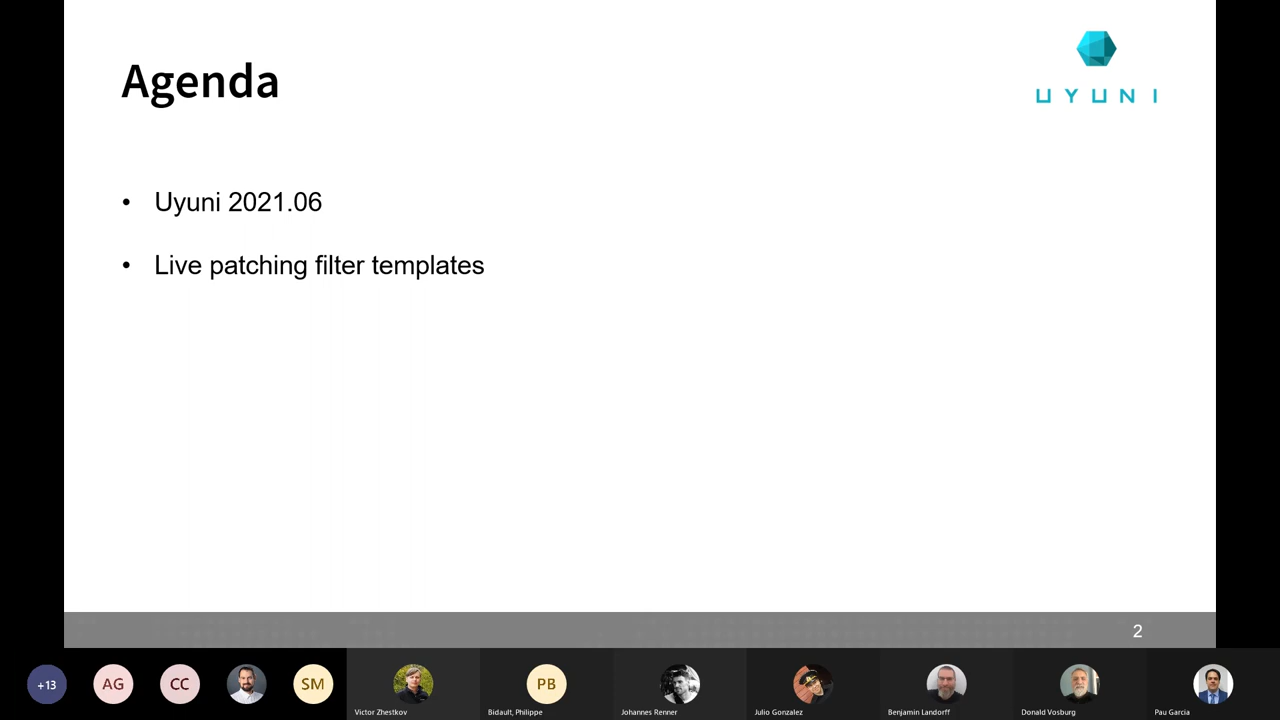 Agenda
UYUNI
• Uyuni 2021.06
• Live patching filter templates
2
+13
AG
CC
SM
PB
Victor Zhestkov
Bidault, Philippe
Johannes Renner
Julio Gonzalez
Benjamin Landorff
Donald Vosburg
Pau Garcia